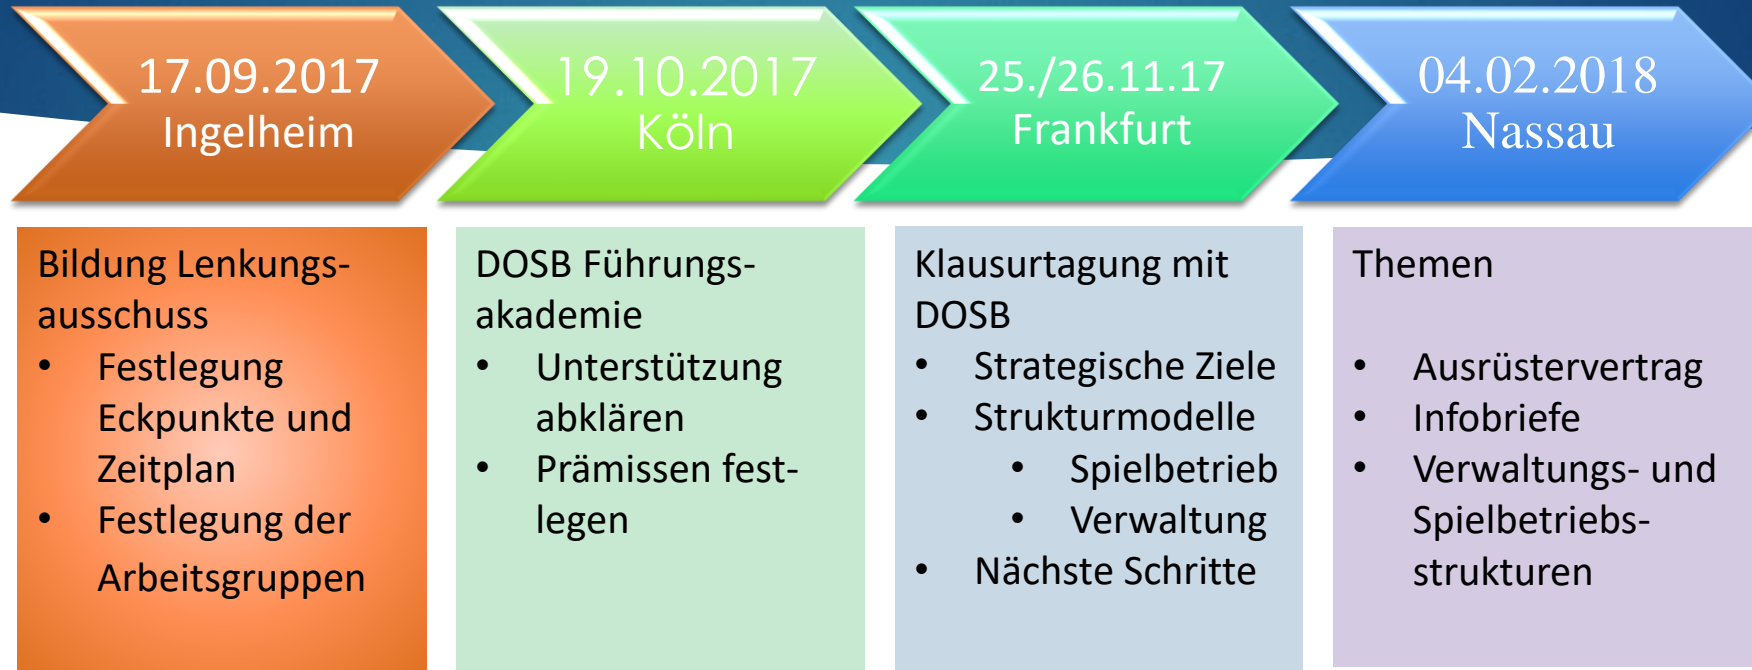 17.09.2017
Ingelheim
19.10.2017
Köln
25./26.11.17
Frankfurt
04.02.2018
Nassau
Bildung Lenkungs-
ausschuss
• Festlegung
Eckpunkte und
Zeitplan
• Festlegung der
Arbeitsgruppen
DOSB Führungs-
akademie
• Unterstützung
abklären
• Prämissen fest-
legen
Klausurtagung mit
DOSB
• Strategische Ziele
• Strukturmodelle
• Spielbetrieb
• Verwaltung
• Nächste Schritte
Themen
• Ausrüstervertrag
• Infobriefe
• Verwaltungs- und
Spielbetriebs-
strukturen